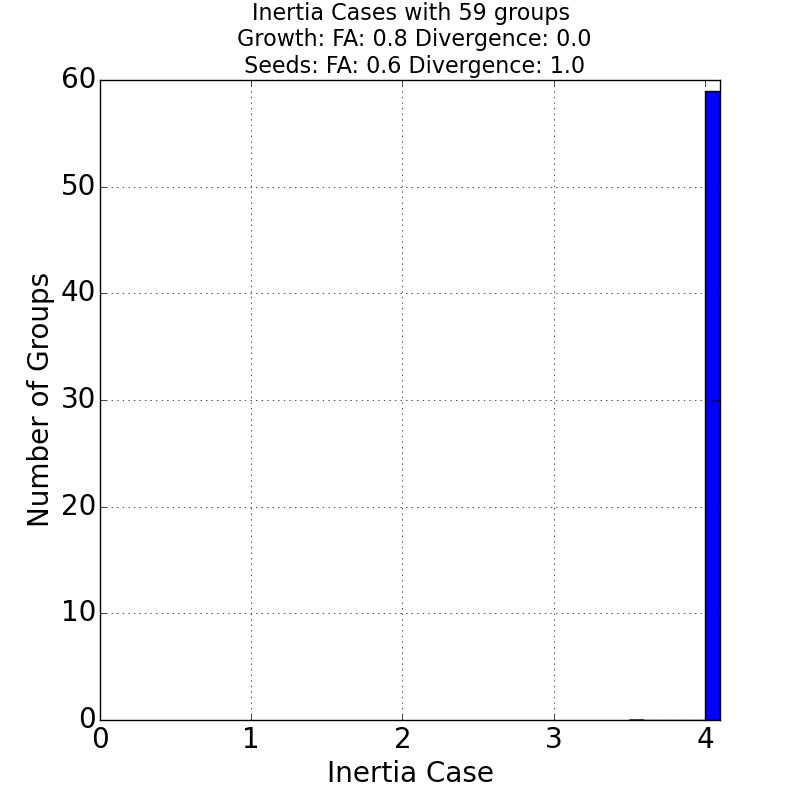 Inertia Cases with 59 groups
Growth: FA: 0.8 Divergence: 0.0
Seeds: FA: 0.6 Divergence: 1.0
60
50
40
30
20
10
0
Number of Groups
0 1 2 3 4
Inertia Case